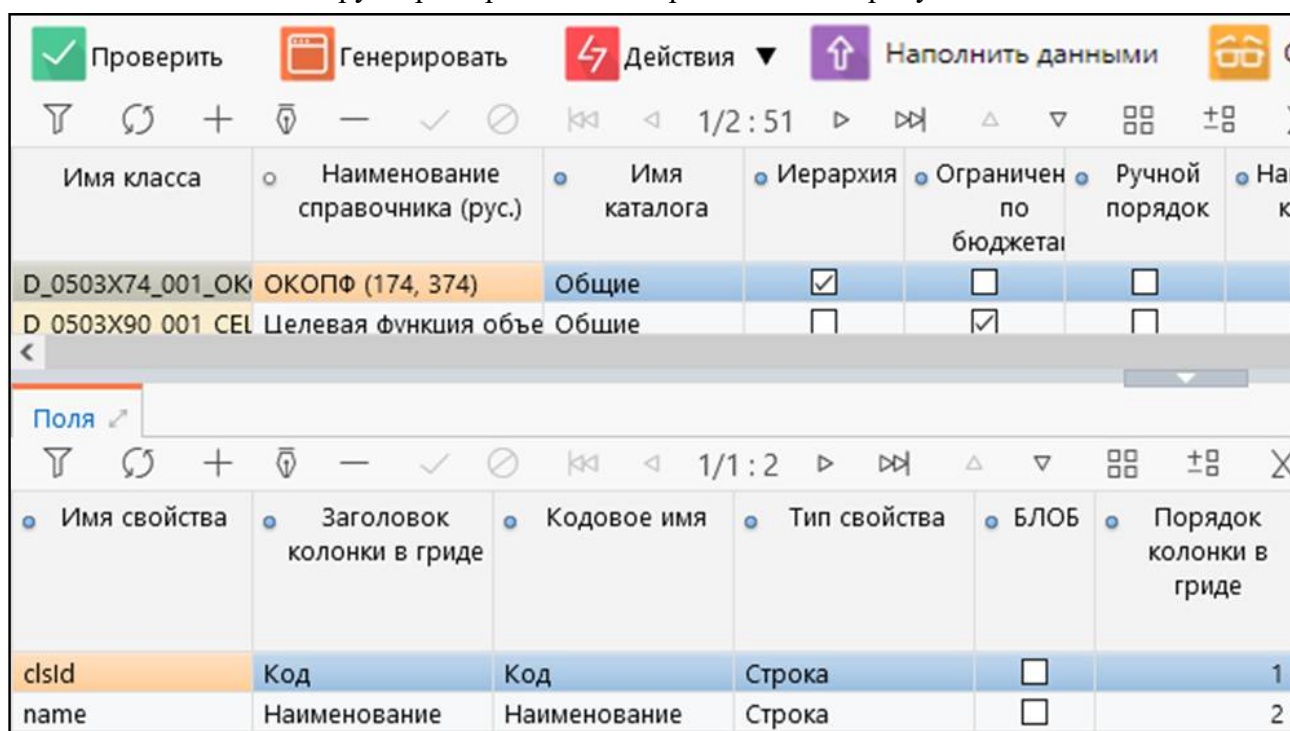 Проверить Генерировать Действия ▼ Наполнить данными
1/2 : 51
Имя класса Наименование справочника (рус.) Имя каталога Иерархия Ограничен по бюджетам Ручной порядок
D_0503X74_001_ОК ОКОПФ (174, 374) Общие
D_0503X90_001_CEL Целевая функция объе Общие
Поля
1/1 : 2
Имя свойства Заголовок колонки в гриде Кодовое имя Тип свойства БЛОБ Порядок колонки в гриде
clsId Код Код Строка 1
name Наименование Наименование Строка 2